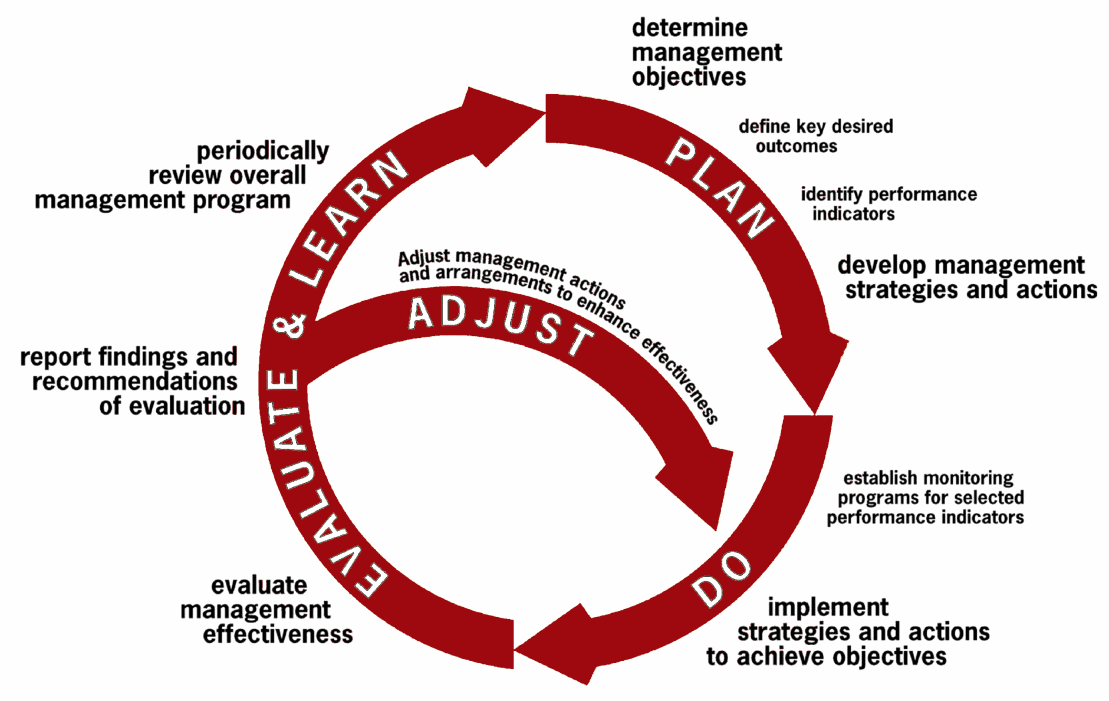 determine
management
objectives
define key desired
outcomes
identify performance
indicators
develop management
strategies and actions
PLAN
establish monitoring
programs for selected
performance indicators
DO
implement
strategies and actions
to achieve objectives
evaluate
management
effectiveness
report findings and
recommendations
of evaluation
periodically
review overall
management program
EVALUATE & LEARN
Adjust management actions
and arrangements to enhance effectiveness
ADJUST